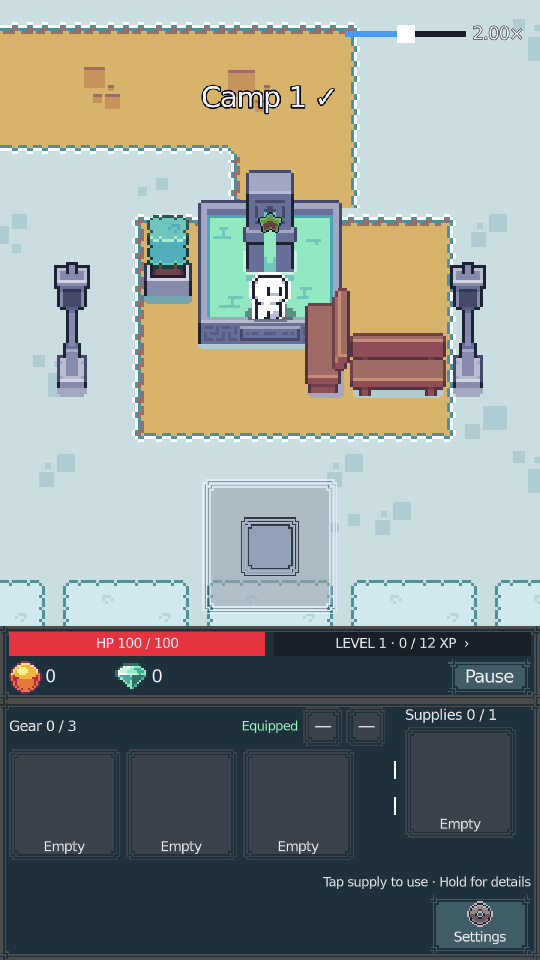 2.00×
Camp 1 ✓
HP 100 / 100
LEVEL 1 · 0 / 12 XP ›
0
0
Pause
Gear 0 / 3
Equipped
—
—
Supplies 0 / 1
Empty
Empty
Empty
Empty
Tap supply to use · Hold for details
Settings